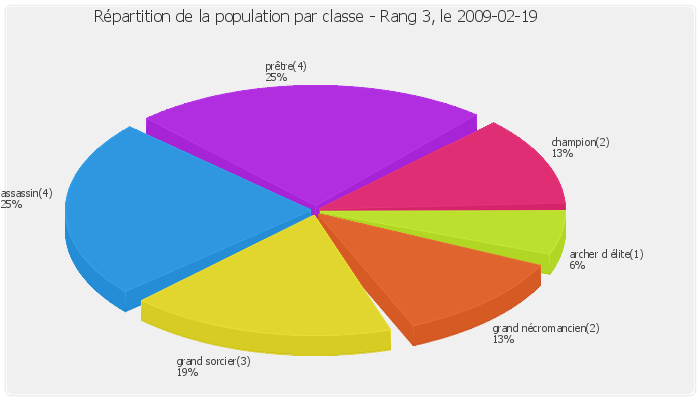 Répartition de la population par classe - Rang 3, le 2009-02-19
prêtre(4)
25%
champion(2)
13%
assassin(4)
25%
archer d élite(1)
6%
grand nécromancien(2)
13%
grand sorcier(3)
19%